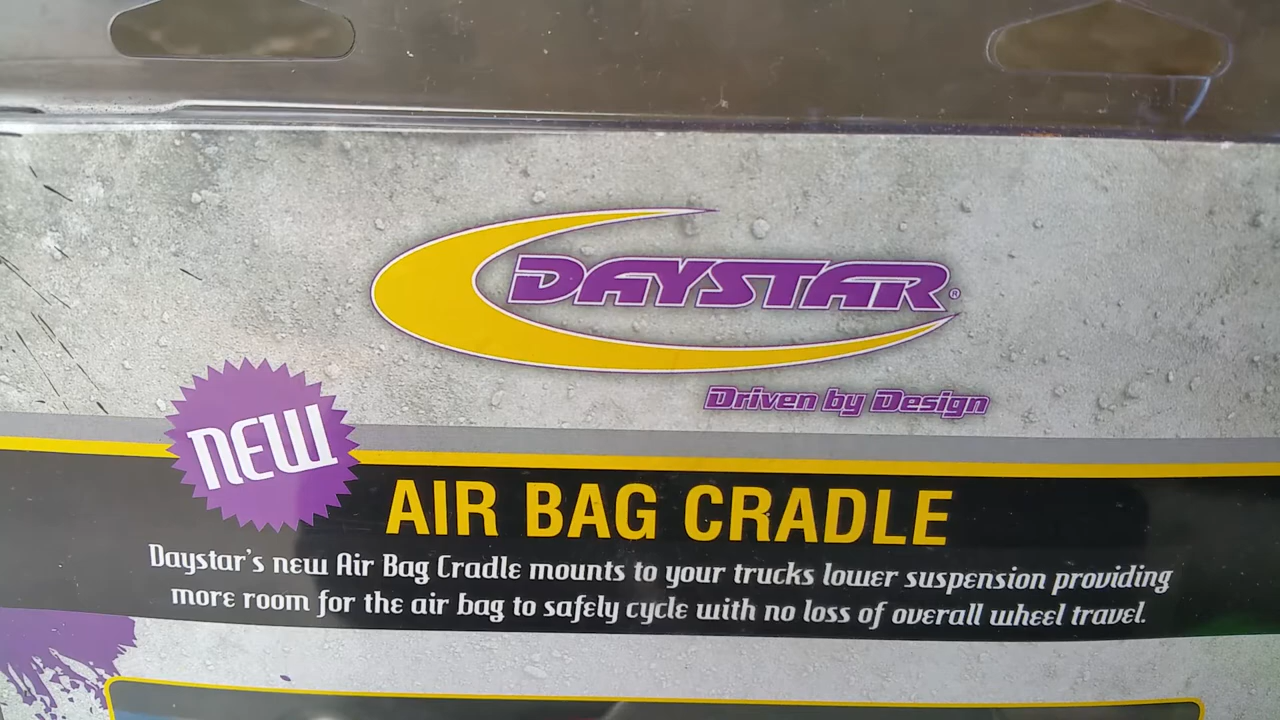 DAYSTAR®
Driven by Design
NEW
AIR BAG CRADLE
Daystar's new Air Bag Cradle mounts to your trucks lower suspension providing
more room for the air bag to safely cycle with no loss of overall wheel travel.